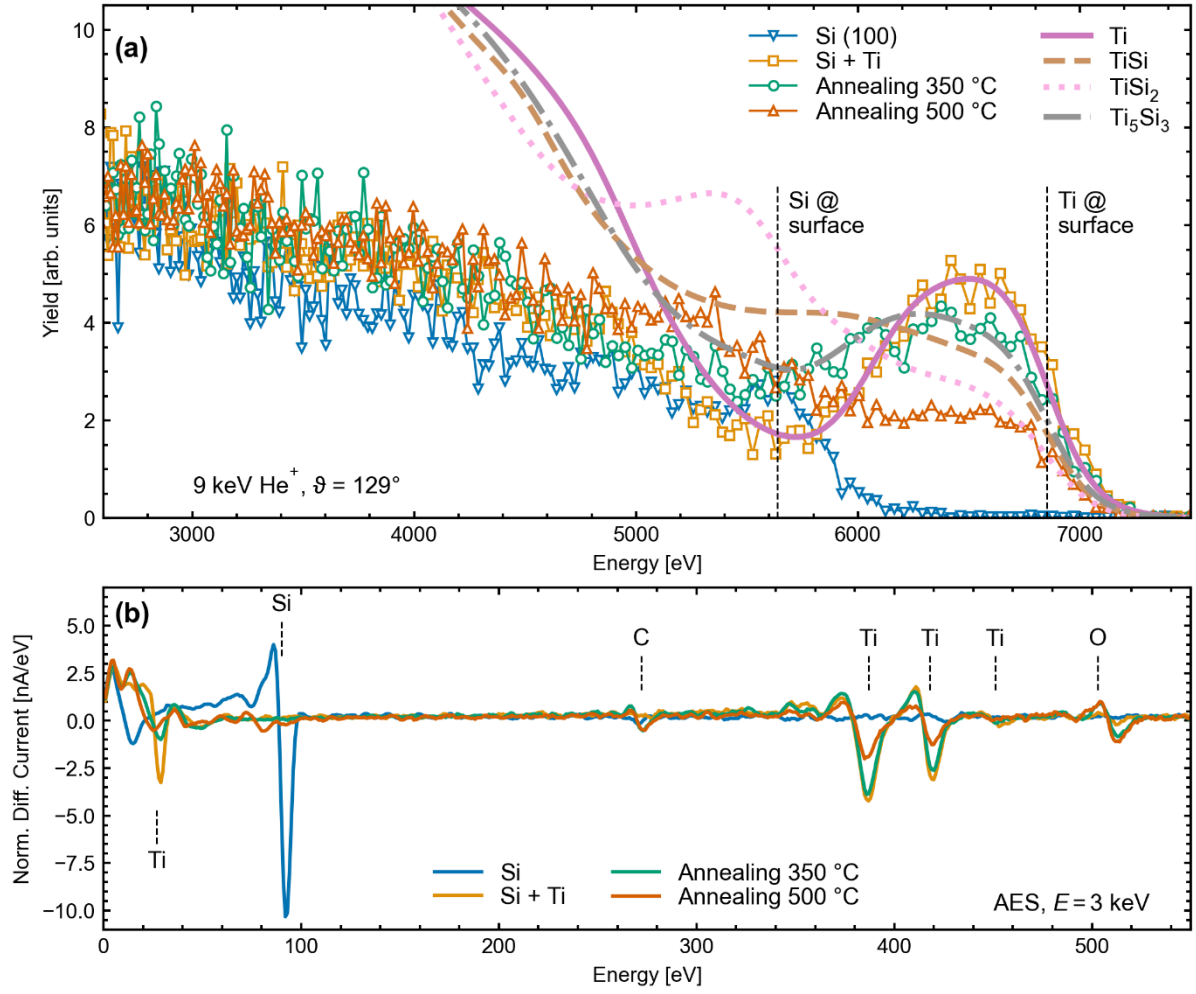 (a)
Si (100)
Si + Ti
Annealing 350 °C
Annealing 500 °C
Ti
TiSi
TiSi₂
Ti₅Si₃
Si @
surface
Ti @
surface
9 keV He⁺, ϑ = 129°
Yield [arb. units]
10
8
6
4
2
0
3000
4000
5000
6000
7000
Energy [eV]
(b)
Si
C
Ti
Ti
Ti
O
Ti
Norm. Diff. Current [nA/eV]
5.0
2.5
0.0
−2.5
−5.0
−7.5
−10.0
Si
Si + Ti
Annealing 350 °C
Annealing 500 °C
AES, E = 3 keV
0
100
200
300
400
500
Energy [eV]